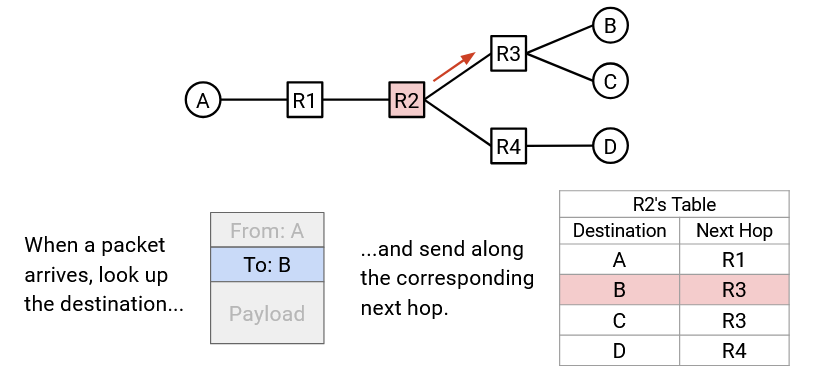 B
R3
C
A
R1
R2
R4
D
When a packet
arrives, look up
the destination...
From: A
To: B
Payload
...and send along
the corresponding
next hop.
R2's Table
Destination Next Hop
A R1
B R3
C R3
D R4